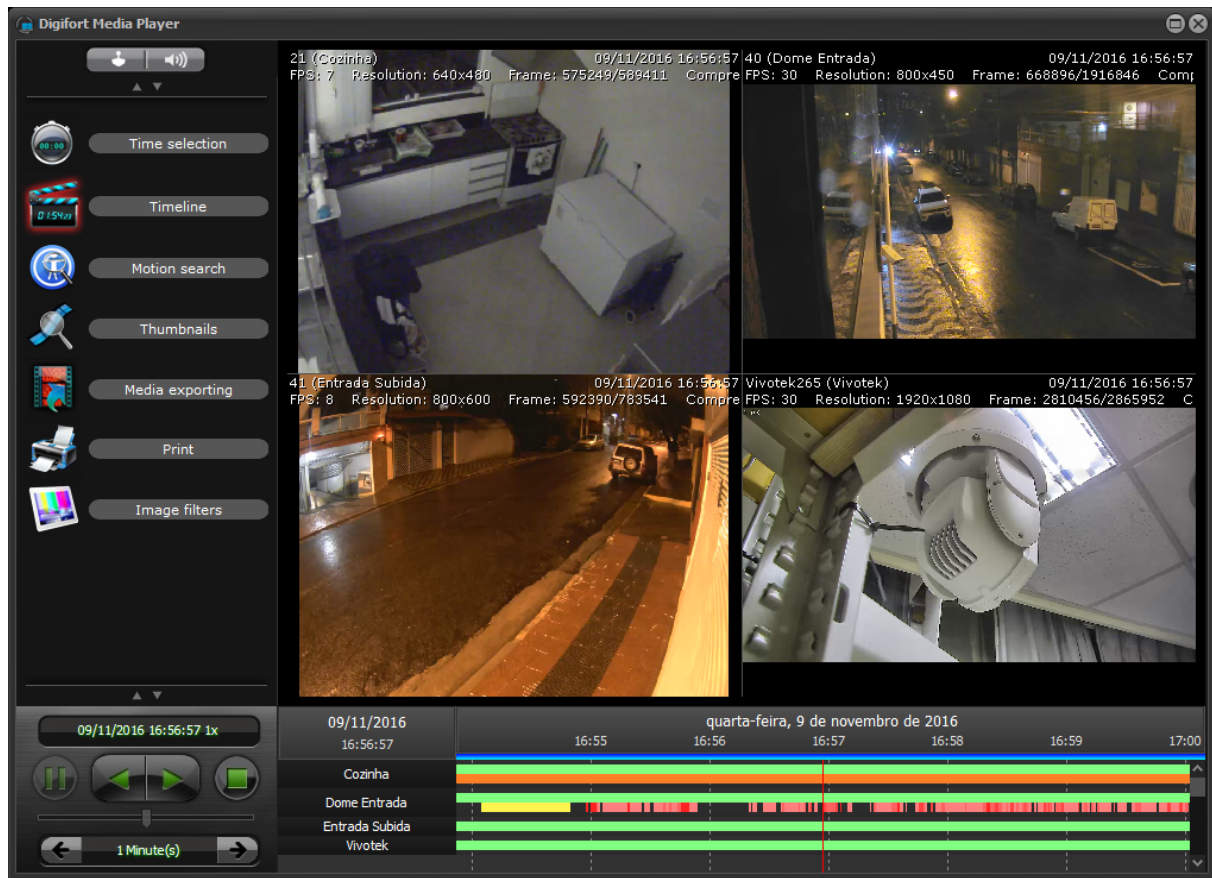 Digifort Media Player
Time selection
00:00
Timeline
Motion search
Thumbnails
Media exporting
Print
Image filters
21 (Cozinha) 09/11/2016 16:56:57
FPS: 7 Resolution: 640x480 Frame: 575249/589411 Compre
40 (Dome Entrada) 09/11/2016 16:56:57
FPS: 30 Resolution: 800x450 Frame: 668896/1916846 Comp
41 (Entrada Subida) 09/11/2016 16:56:57
FPS: 8 Resolution: 800x600 Frame: 592390/783541 Compre
Vivotek265 (Vivotek) 09/11/2016 16:56:57
FPS: 30 Resolution: 1920x1080 Frame: 2810456/2865952 C
09/11/2016 16:56:57 1x
1 Minute(s)
09/11/2016
16:56:57
quarta-feira, 9 de novembro de 2016
16:55 16:56 16:57 16:58 16:59 17:00
Cozinha
Dome Entrada
Entrada Subida
Vivotek